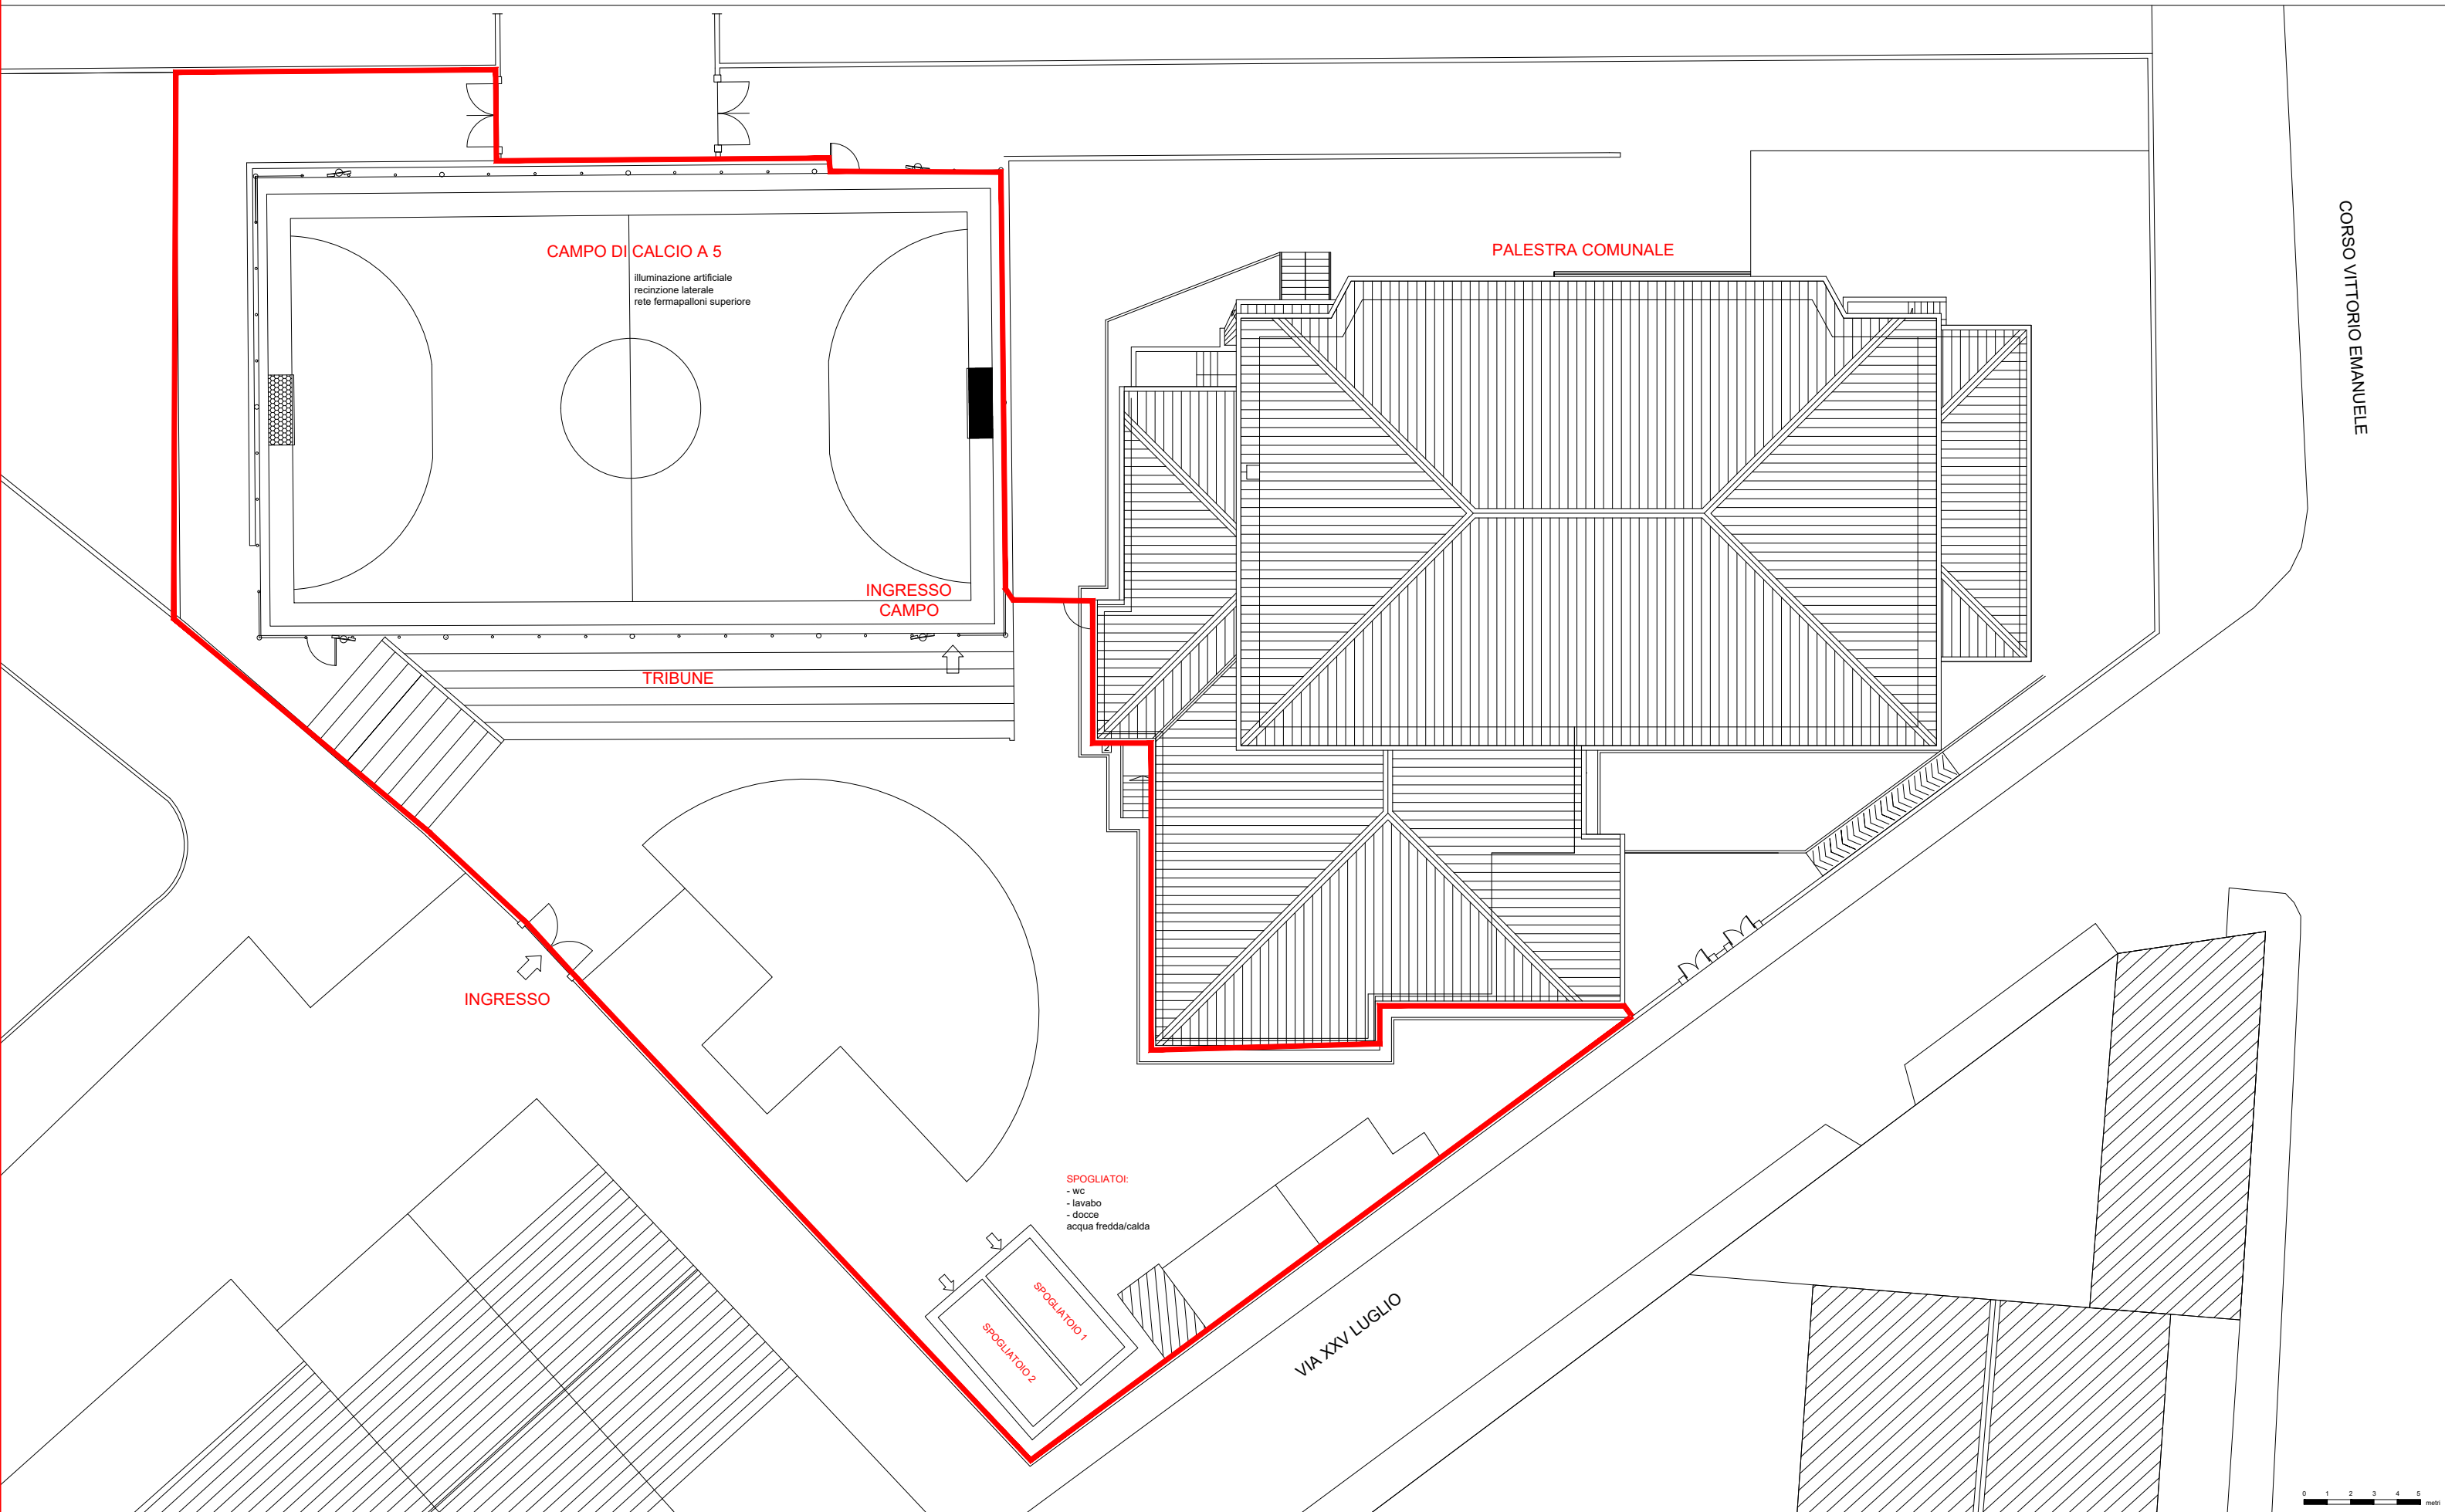 CAMPO DI CALCIO A 5
illuminazione artificiale
recinzione laterale
rete fermapalloni superiore
PALESTRA COMUNALE
CORSO VITTORIO EMANUELE
INGRESSO
CAMPO
TRIBUNE
INGRESSO
SPOGLIATOI:
- wc
- lavabo
- docce
acqua fredda/calda
SPOGLIATOIO 1
SPOGLIATOIO 2
VIA XXV LUGLIO
0 1 2 3 4 5
metri